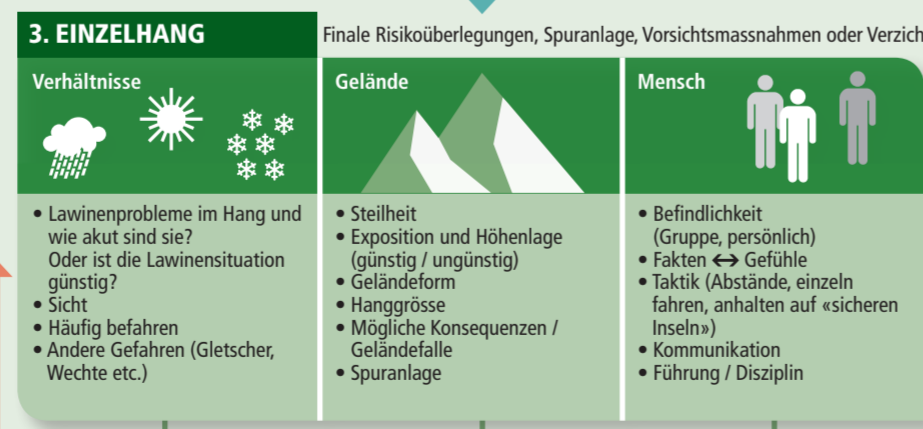 3. EINZELHANG
Finale Risikoüberlegungen, Spuranlage, Vorsichtsmassnahmen oder Verzich
Verhältnisse
• Lawinenprobleme im Hang und
wie akut sind sie?
Oder ist die Lawinensituation
günstig?
• Sicht
• Häufig befahren
• Andere Gefahren (Gletscher,
Wechte etc.)
Gelände
• Steilheit
• Exposition und Höhenlage
(günstig / ungünstig)
• Geländeform
• Hanggrösse
• Mögliche Konsequenzen /
Geländefalle
• Spuranlage
Mensch
• Befindlichkeit
(Gruppe, persönlich)
• Fakten ↔ Gefühle
• Taktik (Abstände, einzeln
fahren, anhalten auf «sicheren
Inseln»)
• Kommunikation
• Führung / Disziplin